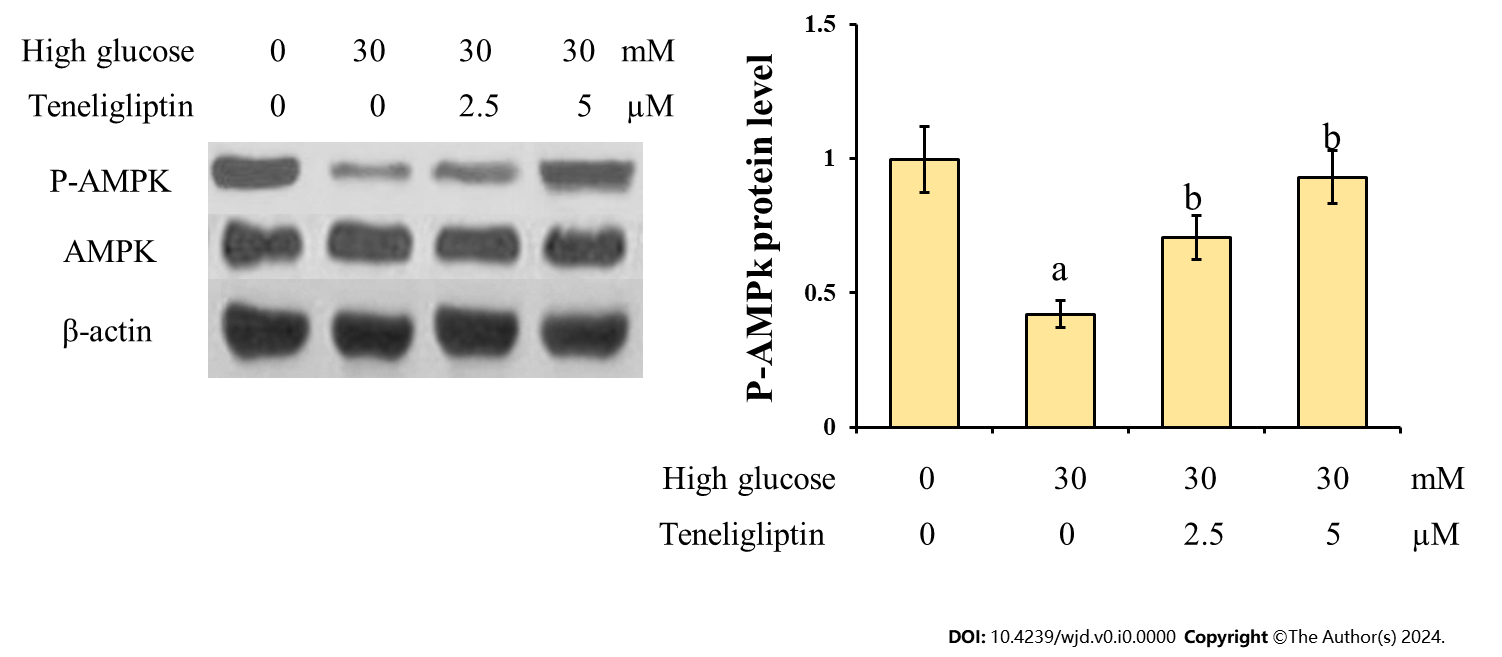 High glucose 0 30 30 30 mM
Teneligliptin 0 0 2.5 5 µM
P-AMPK
AMPK
β-actin
P-AMPk protein level
1.5
1
0.5
0
a
b
b
High glucose 0 30 30 30 mM
Teneligliptin 0 0 2.5 5 µM
DOI: 10.4239/wjd.v0.i0.0000 Copyright ©The Author(s) 2024.